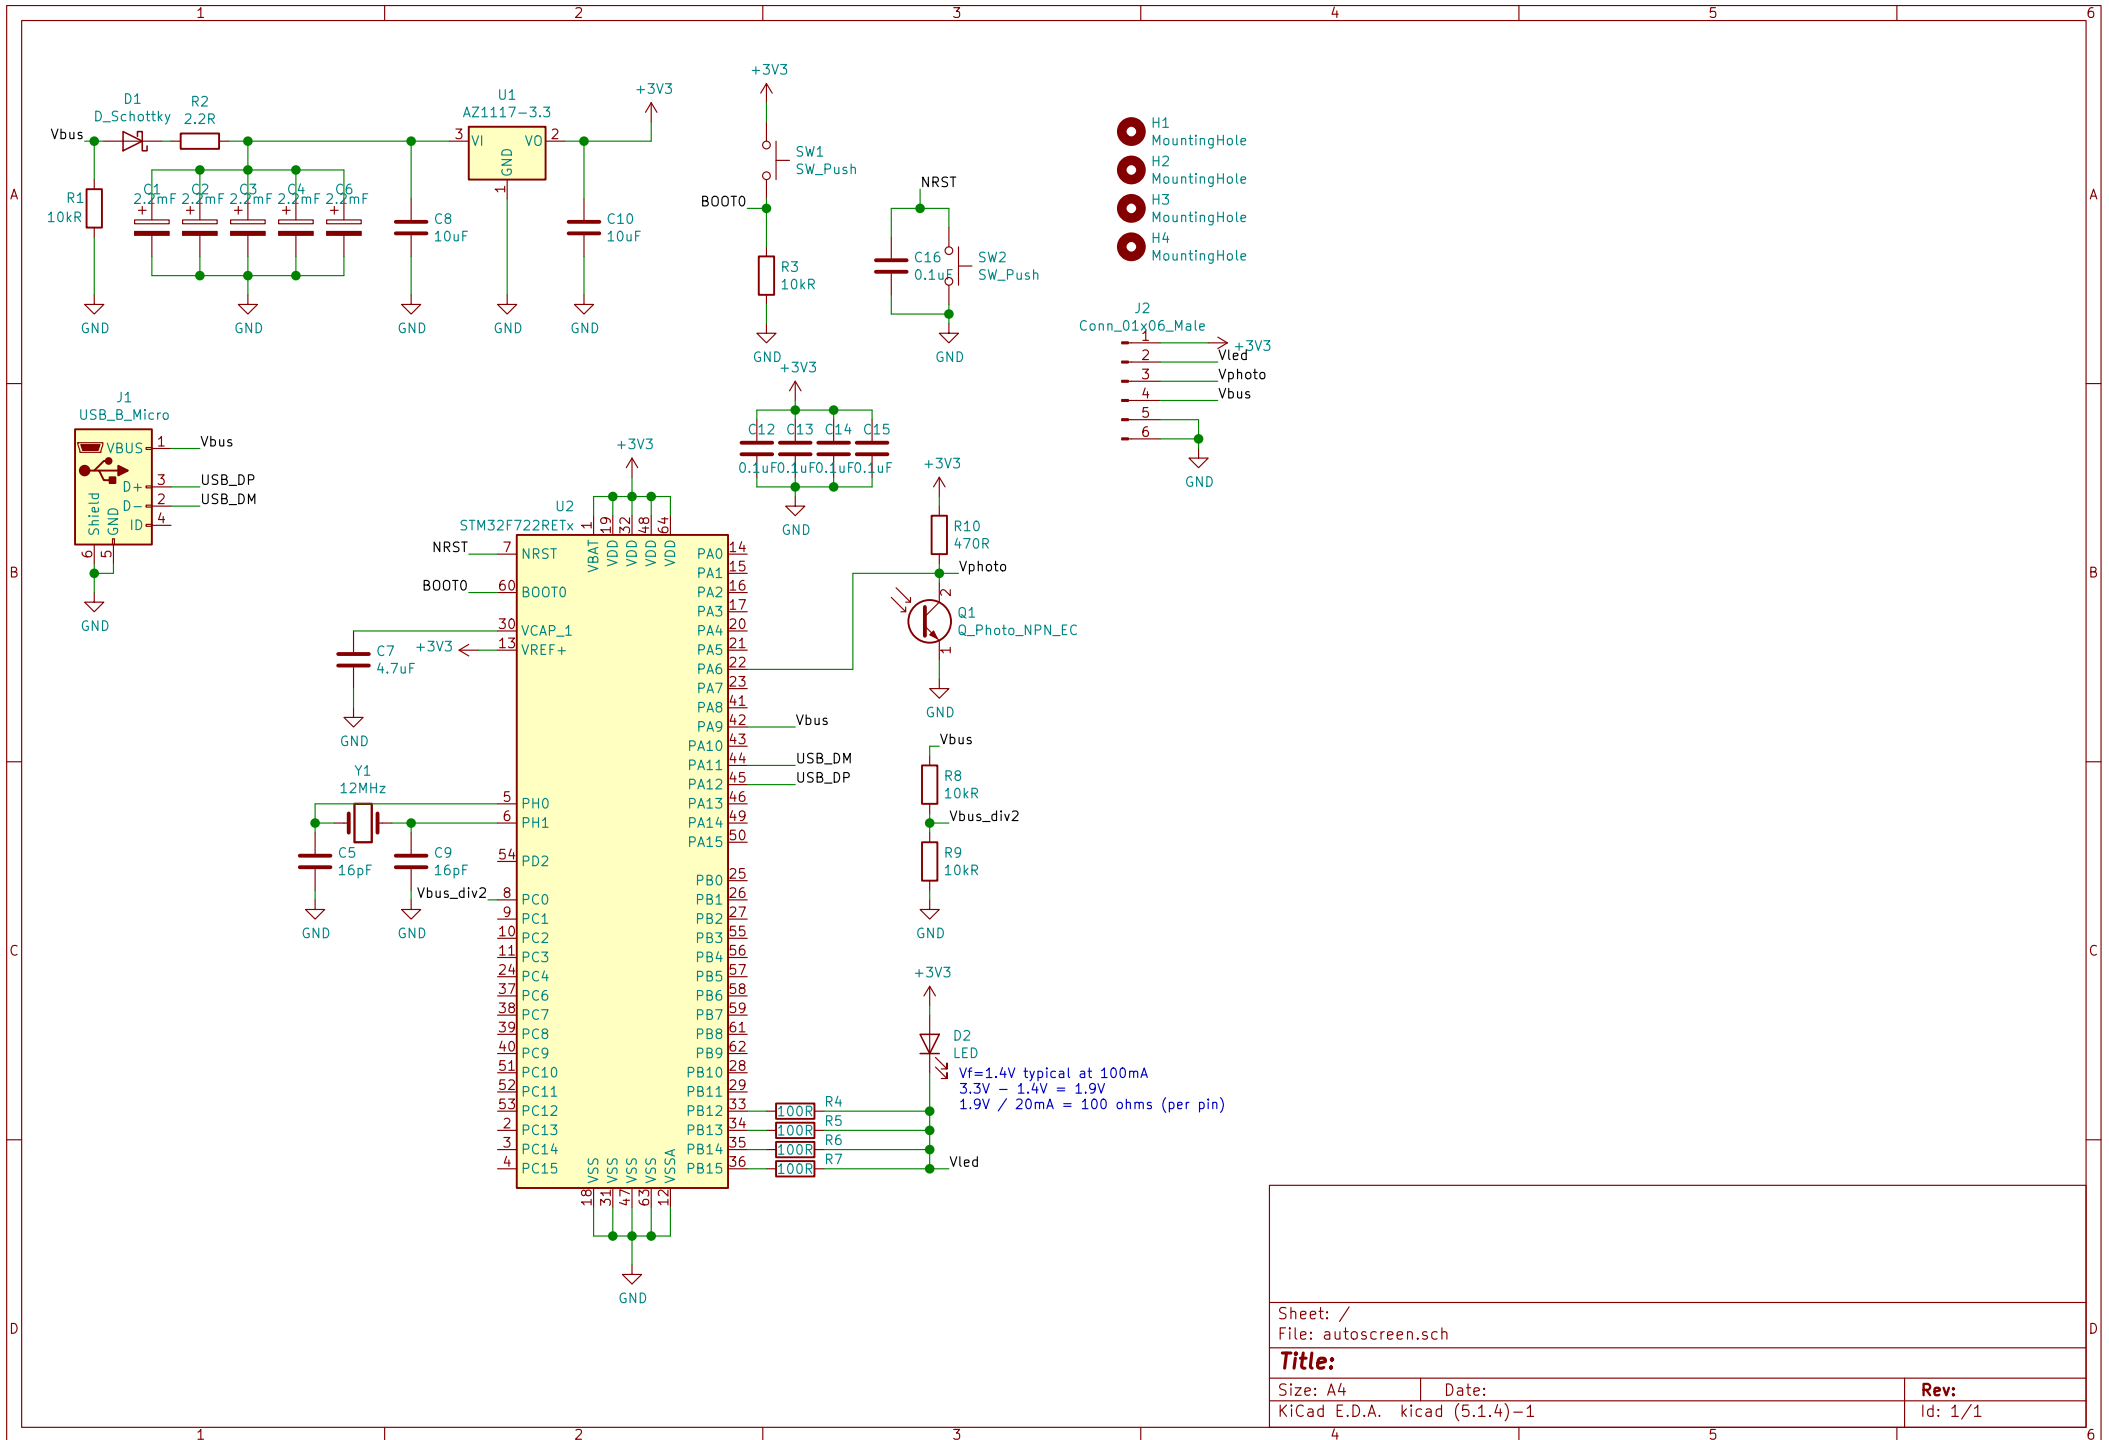 1 2 3 4 5 6
A
B
C
D
A
B
C
D
1 2 3 4 5 6
Vbus
D1
D_Schottky
R2
2.2R
R1
10kR
C1
2.2mF
C2
2.2mF
C3
2.2mF
C4
2.2mF
C6
2.2mF
+
+
+
+
+
GND
GND
C8
10uF
GND
U1
AZ1117-3.3
3 VI
VO 2
GND
1
GND
C10
10uF
GND
+3V3
+3V3
SW1
SW_Push
BOOT0
R3
10kR
GND
NRST
C16
0.1uF
SW2
SW_Push
GND
H1
MountingHole
H2
MountingHole
H3
MountingHole
H4
MountingHole
J2
Conn_01x06_Male
1 +3V3
2 Vled
3 Vphoto
4 Vbus
5
6
GND
J1
USB_B_Micro
VBUS 1 Vbus
D+ 3 USB_DP
D- 2 USB_DM
ID 4
Shield
GND
6
5
GND
+3V3
C12
0.1uF
C13
0.1uF
C14
0.1uF
C15
0.1uF
GND
+3V3
U2
STM32F722RETx
1 VBAT
19 VDD
32 VDD
48 VDD
64 VDD
NRST 7 NRST
BOOT0 60 BOOT0
30 VCAP_1
+3V3 13 VREF+
C7
4.7uF
GND
Y1
12MHz
5 PH0
6 PH1
C5
16pF
GND
C9
16pF
GND
54 PD2
Vbus_div2 8 PC0
9 PC1
10 PC2
11 PC3
24 PC4
37 PC6
38 PC7
39 PC8
40 PC9
51 PC10
52 PC11
53 PC12
2 PC13
3 PC14
4 PC15
PA0 14
PA1 15
PA2 16
PA3 17
PA4 20
PA5 21
PA6 22
PA7 23
PA8 41
PA9 42 Vbus
PA10 43
PA11 44 USB_DM
PA12 45 USB_DP
PA13 46
PA14 49
PA15 50
PB0 25
PB1 26
PB2 27
PB3 55
PB4 56
PB5 57
PB6 58
PB7 59
PB8 61
PB9 62
PB10 28
PB11 29
PB12 33 100R R4
PB13 34 100R R5
PB14 35 100R R6
PB15 36 100R R7
VSS 18
VSS 31
VSS 47
VSS 63
VSSA 12
GND
+3V3
R10
470R
Vphoto
2
Q1
Q_Photo_NPN_EC
1
GND
Vbus
R8
10kR
Vbus_div2
R9
10kR
GND
+3V3
D2
LED
Vf=1.4V typical at 100mA
3.3V - 1.4V = 1.9V
1.9V / 20mA = 100 ohms (per pin)
Vled
Sheet: /
File: autoscreen.sch
Title:
Size: A4 Date: Rev:
KiCad E.D.A. kicad (5.1.4)-1 Id: 1/1